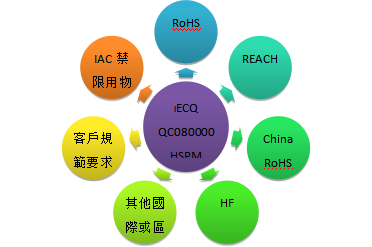 RoHS
REACH
China
RoHS
HF
其他國
際或區
客戶規
範要求
IAC 禁
限用物
iECQ
QC080000
HSPM